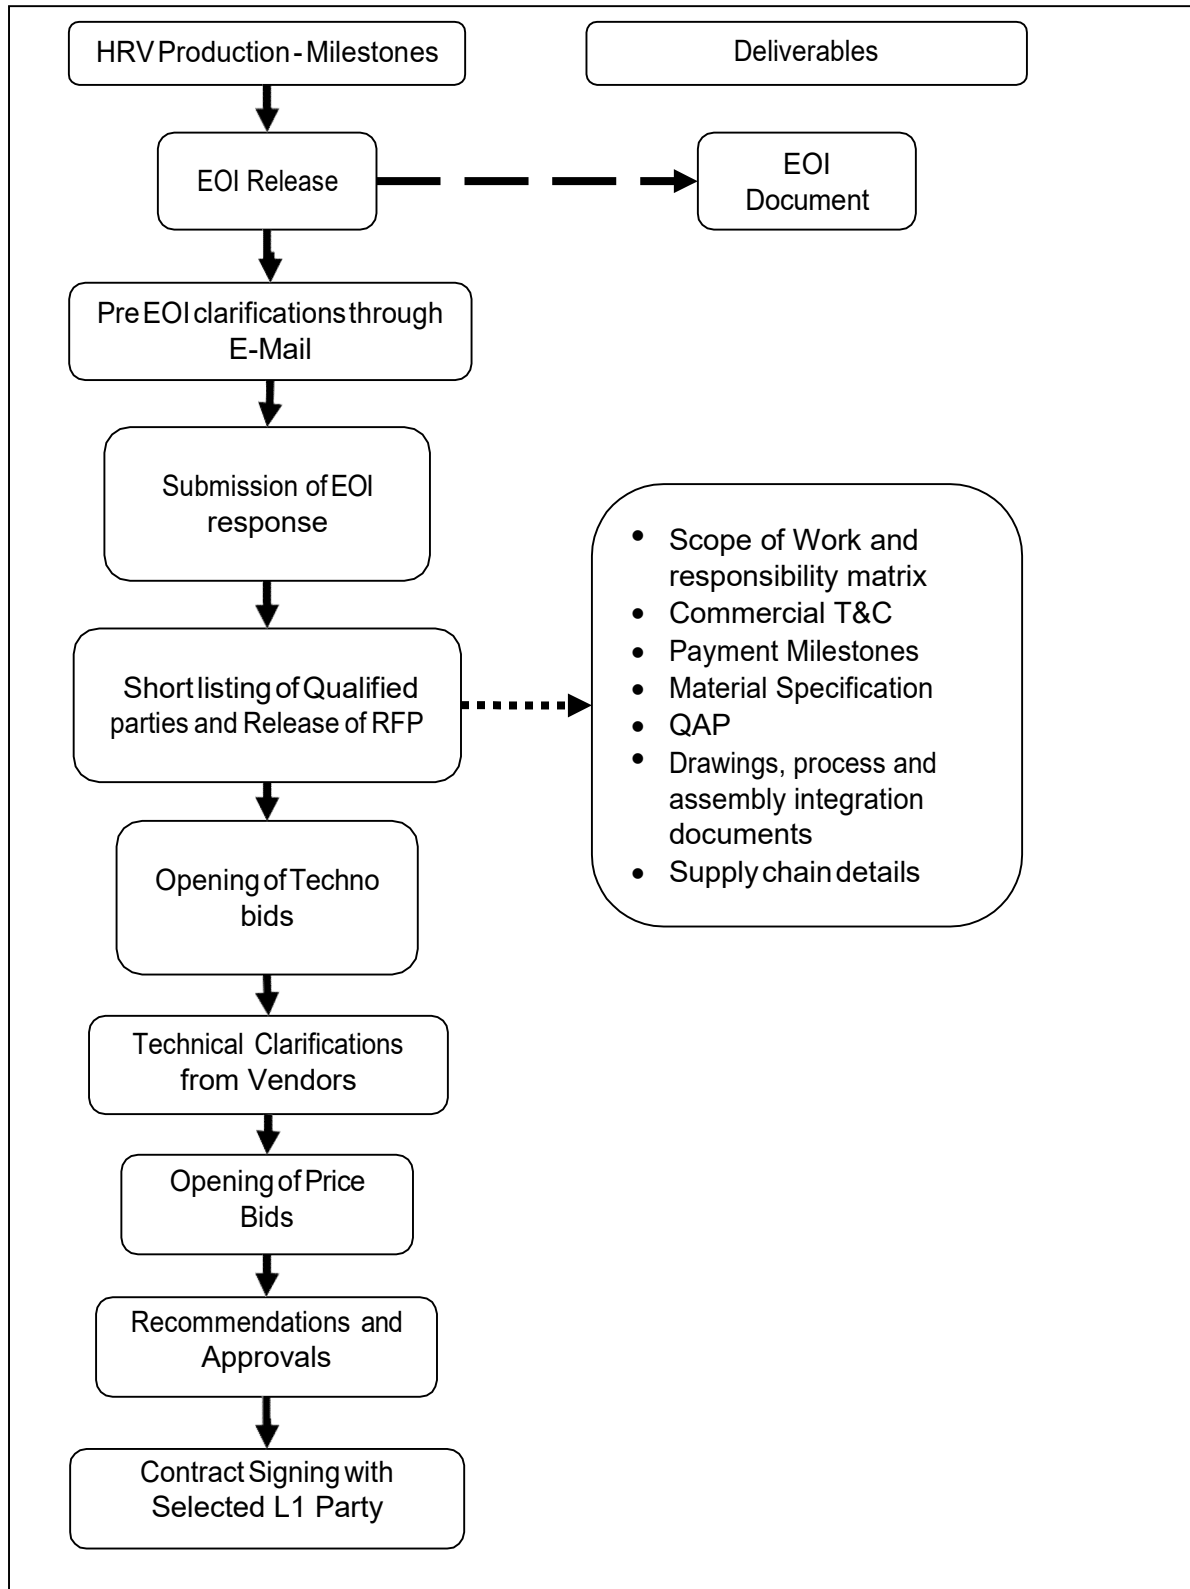 HRV Production - Milestones
Deliverables
EOI Release
EOI
Document
Pre EOI clarifications through
E-Mail
Submission of EOI
response
Short listing of Qualified
parties and Release of RFP
• Scope of Work and
responsibility matrix
• Commercial T&C
• Payment Milestones
• Material Specification
• QAP
• Drawings, process and
assembly integration
documents
• Supply chain details
Opening of Techno
bids
Technical Clarifications
from Vendors
Opening of Price
Bids
Recommendations and
Approvals
Contract Signing with
Selected L1 Party